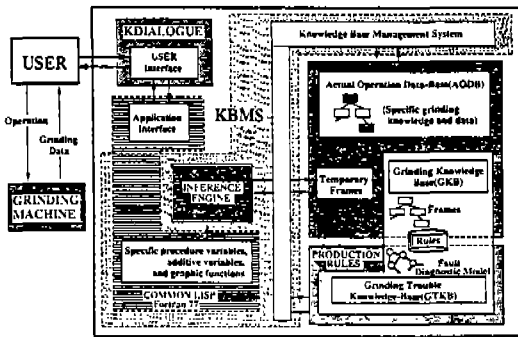 USER
Operation
Grinding
Data
GRINDING
MACHINE
KDIALOGUE
USER
Interface
Application
Interface
KBMS
INFERENCE
ENGINE
Specific procedure variables,
additive variables,
and graphic functions
COMMON LISP
Fortran 77
Knowledge Base Management System
Actual Operation Data-Base(AODB)
(Specific grinding
knowledge and data)
Temporary
Frames
Grinding Knowledge
Base(GKB)
Frames
Rules
PRODUCTION
RULES
Fault
Diagnostic Model
Grinding Trouble
Knowledge-Base(GTKB)